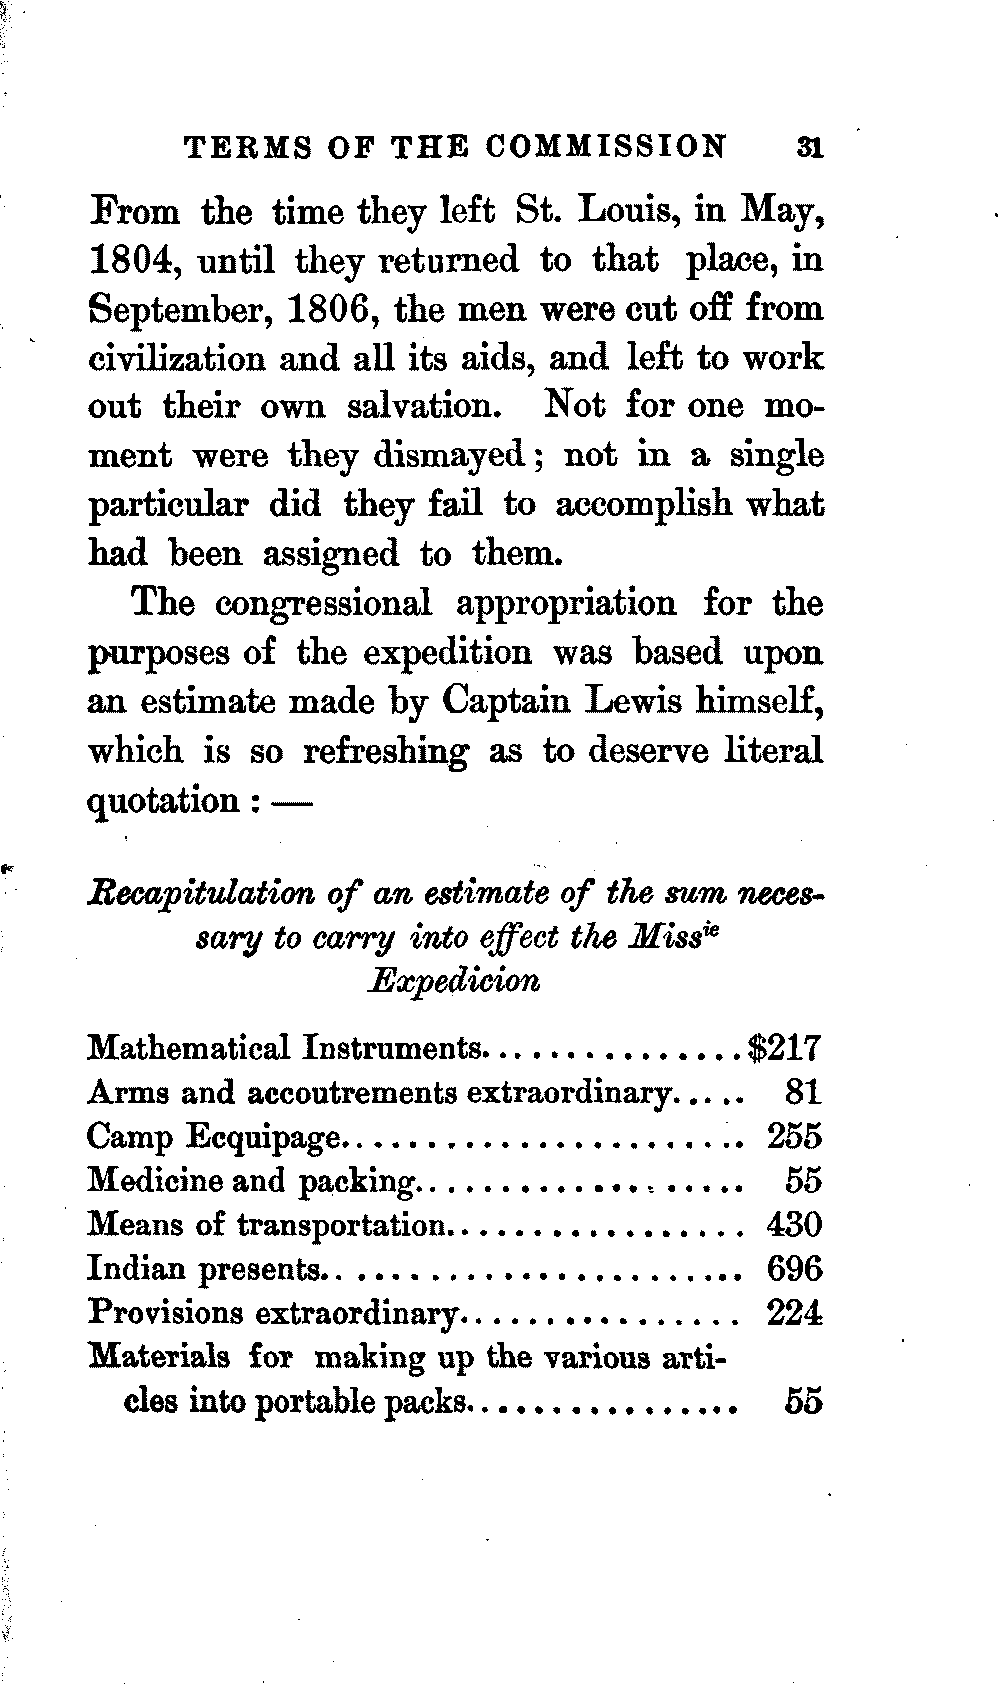 TERMS OF THE COMMISSION 31
From the time they left St. Louis, in May,
1804, until they returned to that place, in
September, 1806, the men were cut off from
civilization and all its aids, and left to work
out their own salvation. Not for one mo-
ment were they dismayed; not in a single
particular did they fail to accomplish what
had been assigned to them.
The congressional appropriation for the
purposes of the expedition was based upon
an estimate made by Captain Lewis himself,
which is so refreshing as to deserve literal
quotation : —
Recapitulation of an estimate of the sum neces-
sary to carry into effect the Missie
Expedicion
Mathematical Instruments............... $217
Arms and accoutrements extraordinary..... 81
Camp Ecquipage....................... 255
Medicine and packing................... 55
Means of transportation................. 430
Indian presents........................ 696
Provisions extraordinary................ 224
Materials for making up the various arti-
cles into portable packs................ 55